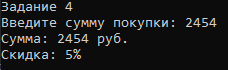 Задание 4
Введите сумму покупки: 2454
Сумма: 2454 руб.
Скидка: 5%